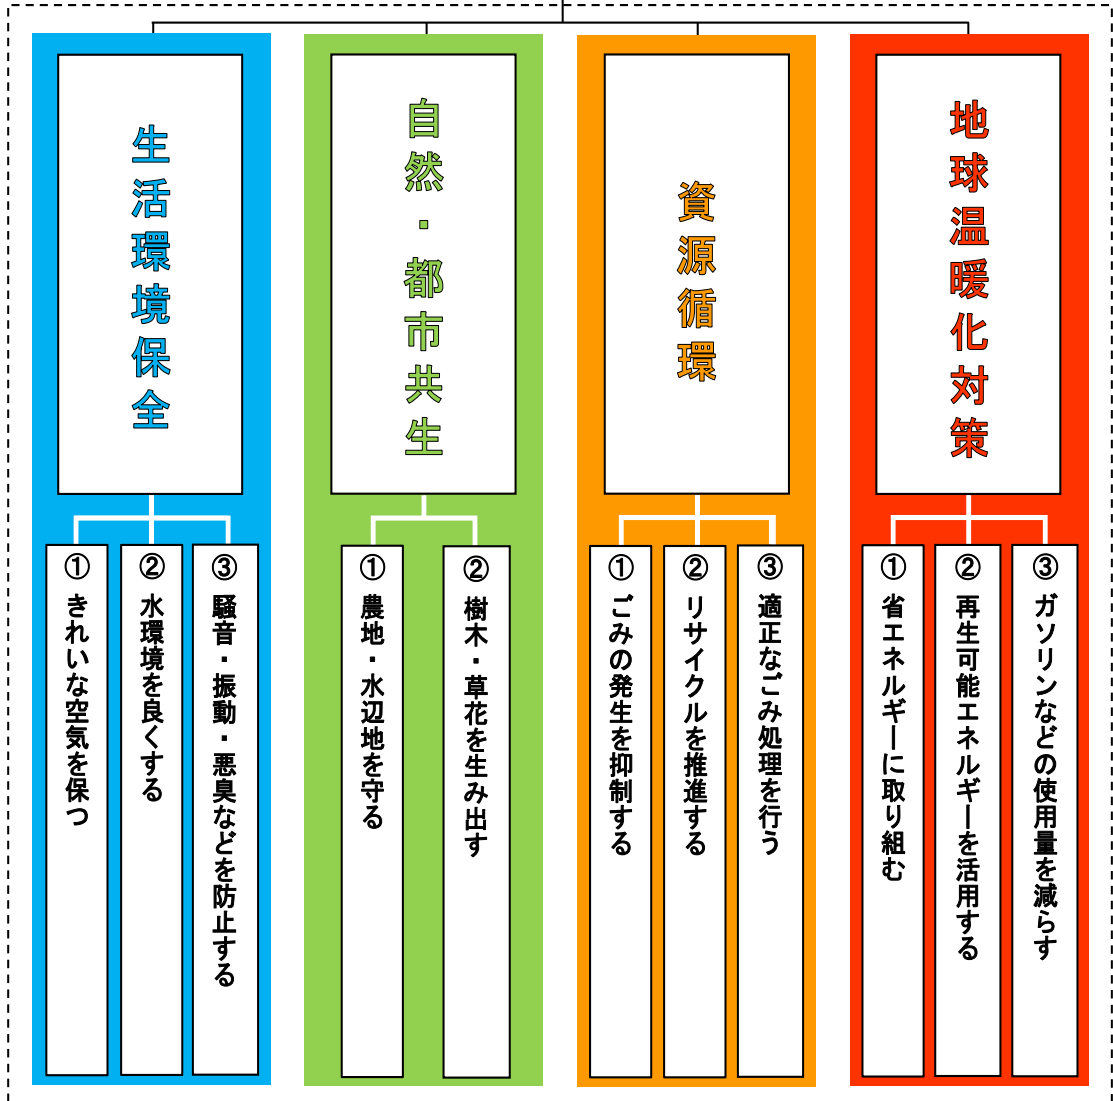 生活環境保全
①きれいな空気を保つ
②水環境を良くする
③騒音・振動・悪臭などを防止する
自然・都市共生
①農地・水辺地を守る
②樹木・草花を生み出す
資源循環
①ごみの発生を抑制する
②リサイクルを推進する
③適正なごみ処理を行う
地球温暖化対策
①省エネルギーに取り組む
②再生可能エネルギーを活用する
③ガソリンなどの使用量を減らす